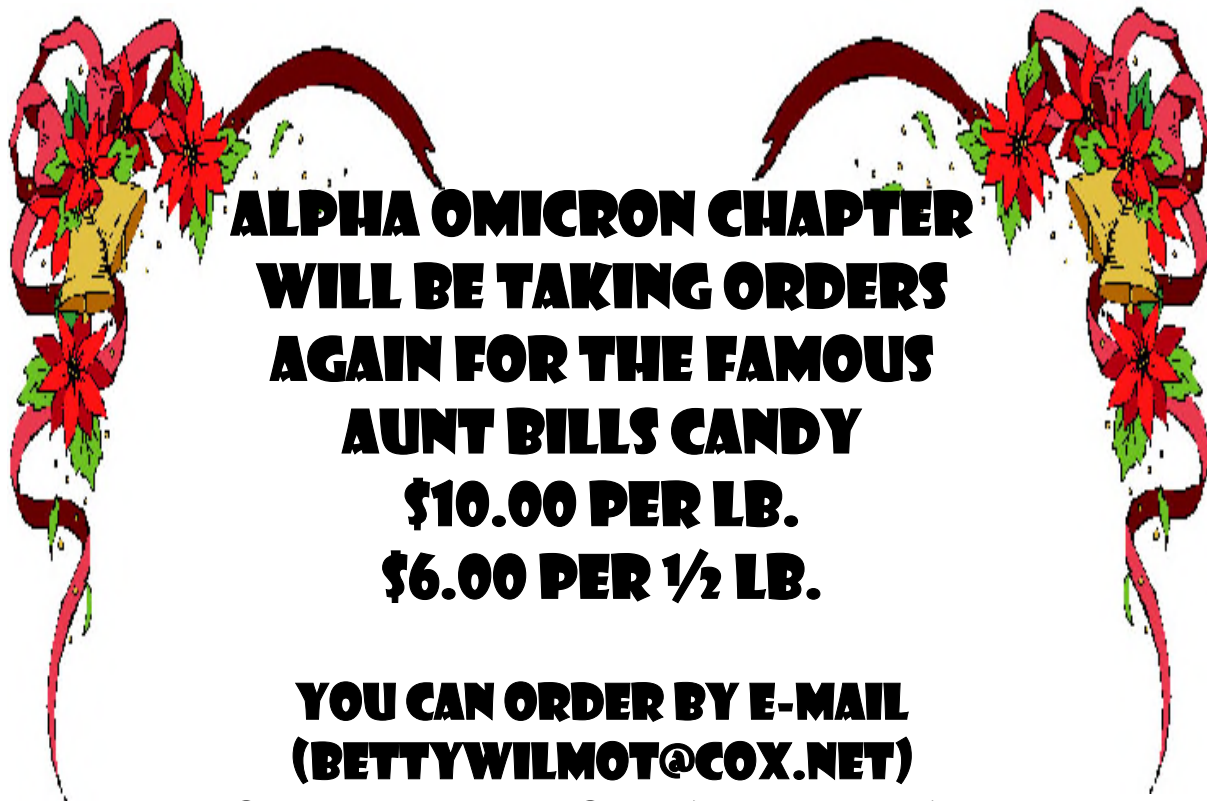 ALPHA OMICRON CHAPTER
WILL BE TAKING ORDERS
AGAIN FOR THE FAMOUS
AUNT BILLS CANDY
$10.00 PER LB.
$6.00 PER ½ LB.
YOU CAN ORDER BY E-MAIL
(BETTYWILMOT@COX.NET)